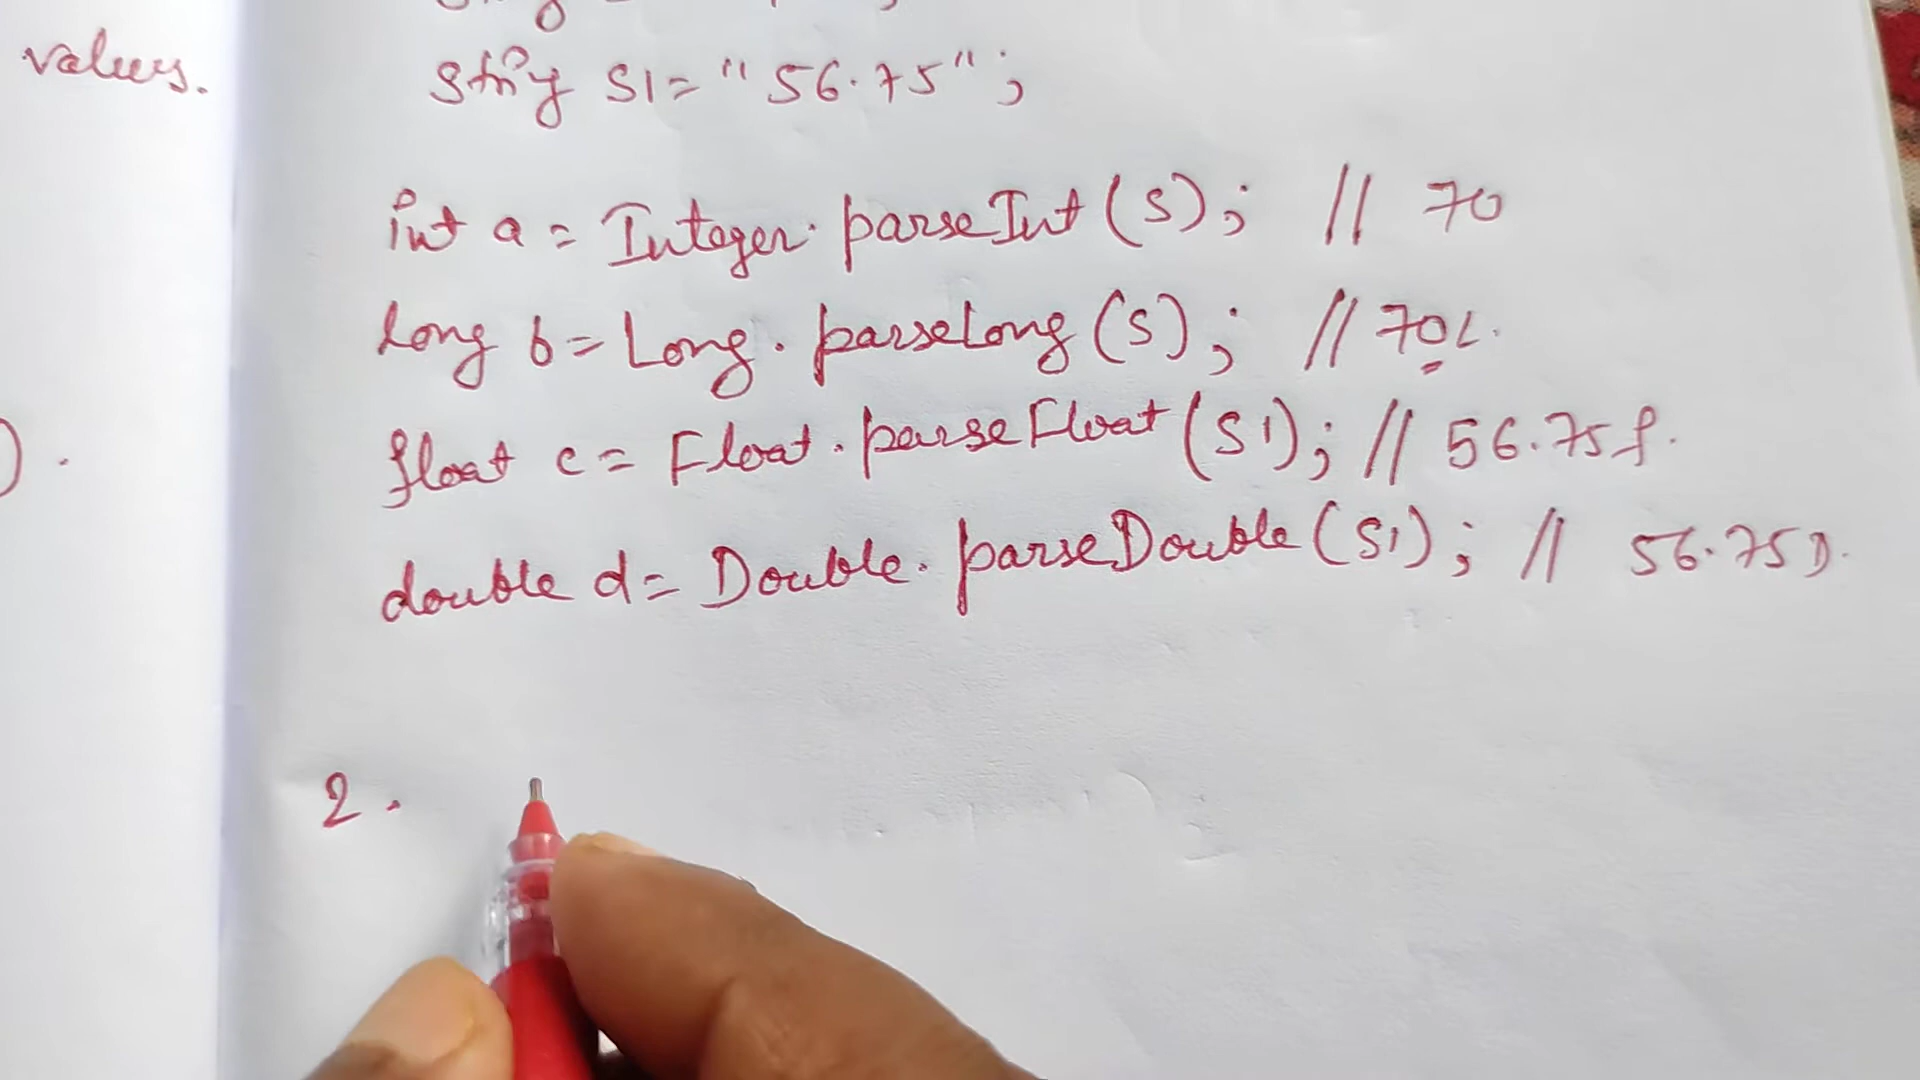 values.
String S1 = "56.75";
int a = Integer.parseInt(S); // 70
long b = Long.parseLong(S); // 70L.
float c = Float.parseFloat(S1); // 56.75f.
double d = Double.parseDouble(S1); // 56.75D.
).
2.